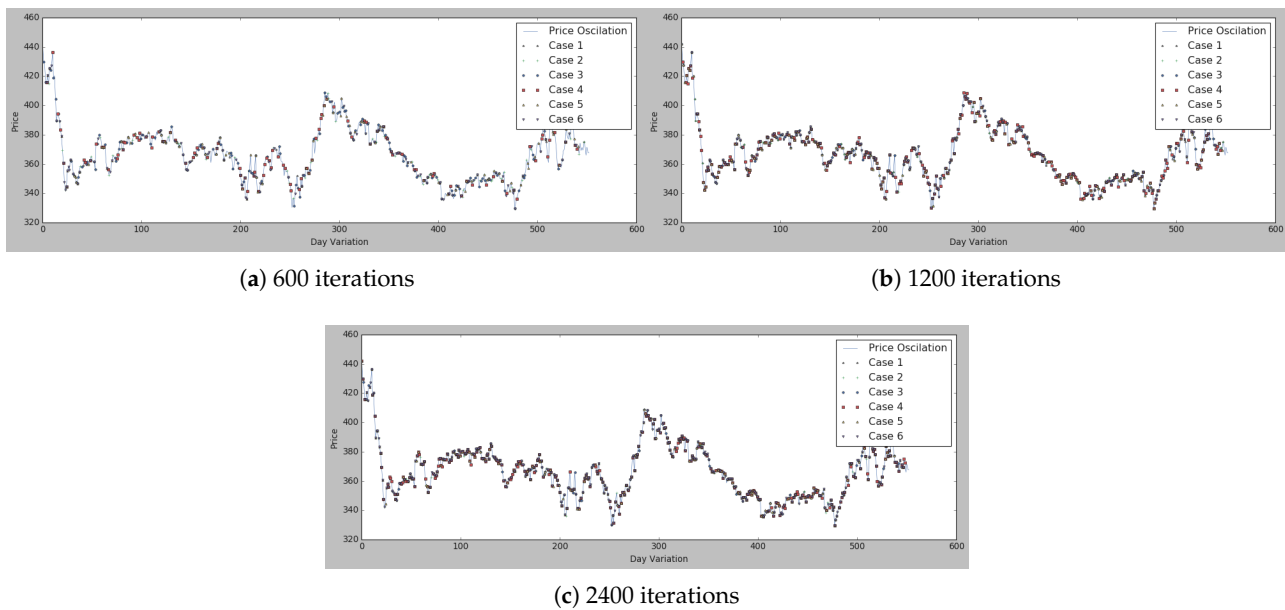 460
440
420
400
380
360
340
320
Price
0 100 200 300 400 500 600
Day Variation
Price Oscilation
Case 1
Case 2
Case 3
Case 4
Case 5
Case 6
(a) 600 iterations
460
440
420
400
380
360
340
320
Price
0 100 200 300 400 500 600
Day Variation
Price Oscilation
Case 1
Case 2
Case 3
Case 4
Case 5
Case 6
(b) 1200 iterations
460
440
420
400
380
360
340
320
Price
0 100 200 300 400 500 600
Day Variation
Price Oscilation
Case 1
Case 2
Case 3
Case 4
Case 5
Case 6
(c) 2400 iterations